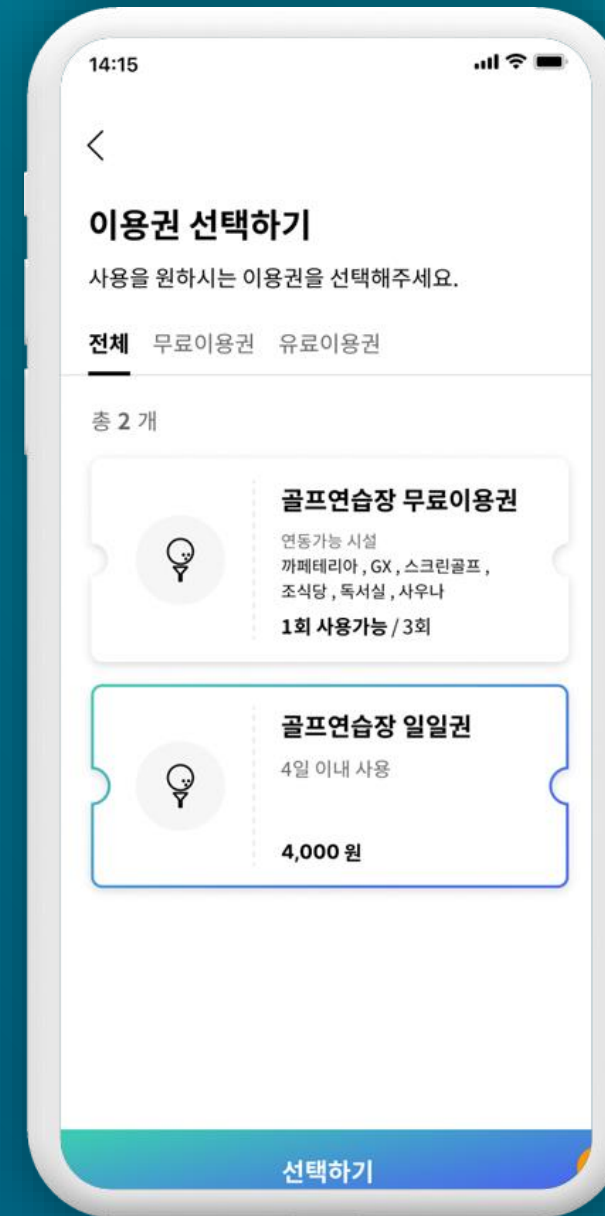 14:15
이용권 선택하기
사용을 원하시는 이용권을 선택해주세요.
전체 무료이용권 유료이용권
총 2 개
골프연습장 무료이용권
연동가능 시설
까페테리아 , GX , 스크린골프 ,
조식당 , 독서실 , 사우나
1회 사용가능 / 3회
골프연습장 일일권
4일 이내 사용
4,000 원
선택하기